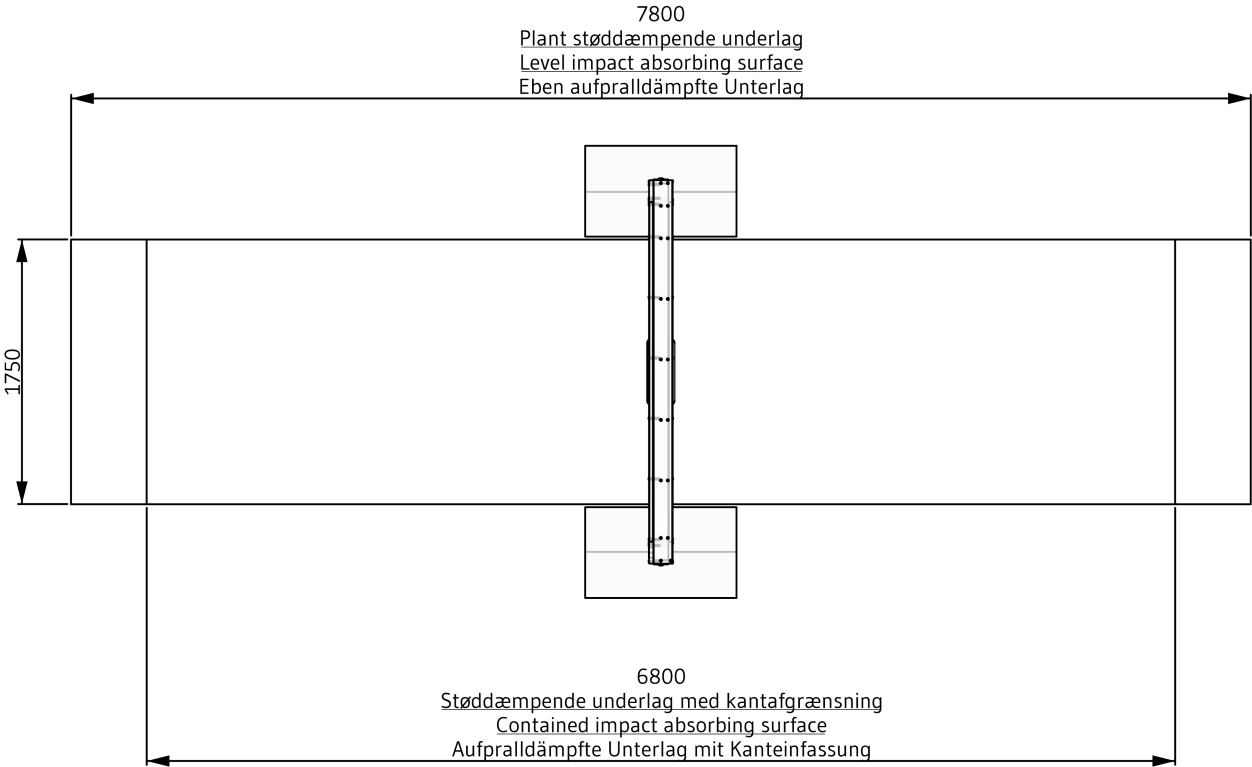 7800
Plant støddæmpende underlag
Level impact absorbing surface
Eben aufpralldämpfte Unterlag
1750
6800
Støddæmpende underlag med kantafgrænsning
Contained impact absorbing surface
Aufpralldämpfte Unterlag mit Kanteinfassung